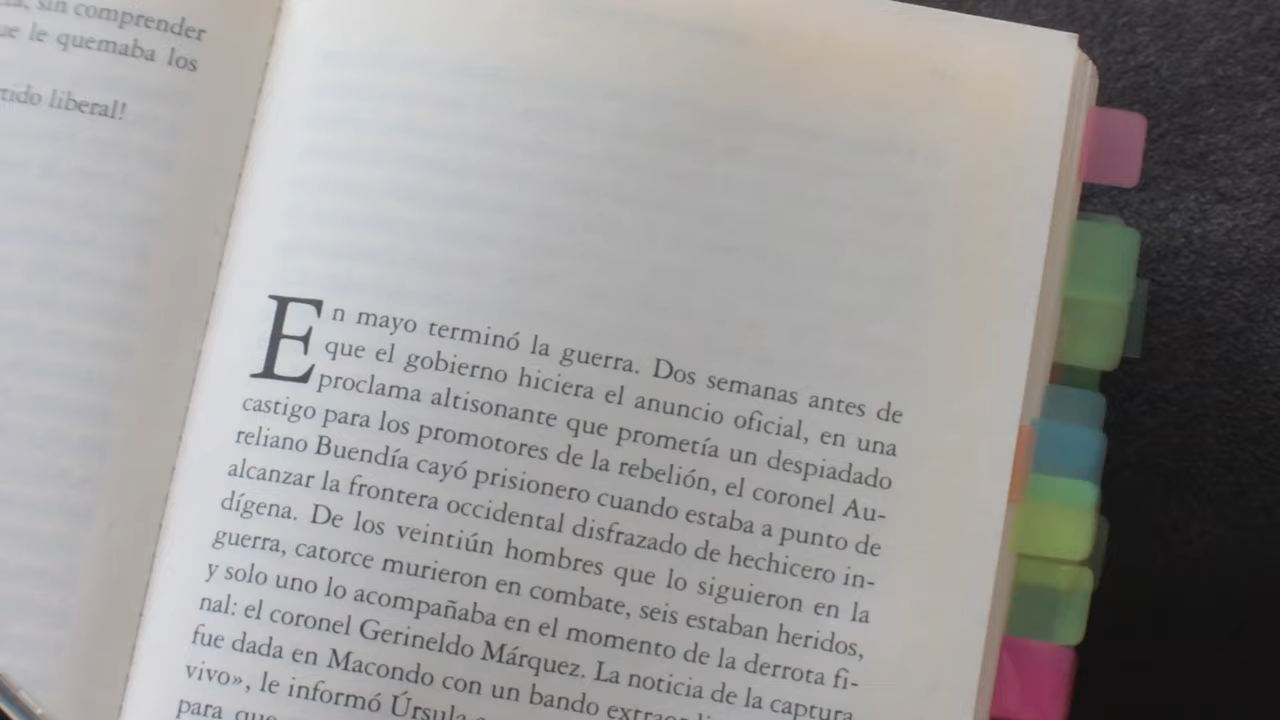 sin comprender
que le quemaba los
liberal!
En mayo terminó la guerra. Dos semanas antes de
que el gobierno hiciera el anuncio oficial, en una
proclama altisonante que prometía un despiadado
castigo para los promotores de la rebelión, el coronel Au-
reliano Buendía cayó prisionero cuando estaba a punto de
alcanzar la frontera occidental disfrazado de hechicero in-
dígena. De los veintiún hombres que lo siguieron en la
guerra, catorce murieron en combate, seis estaban heridos,
y solo uno lo acompañaba en el momento de la derrota fi-
nal: el coronel Gerineldo Márquez. La noticia de la captura
fue dada en Macondo con un bando
vivo», le informó Úrsula
para que